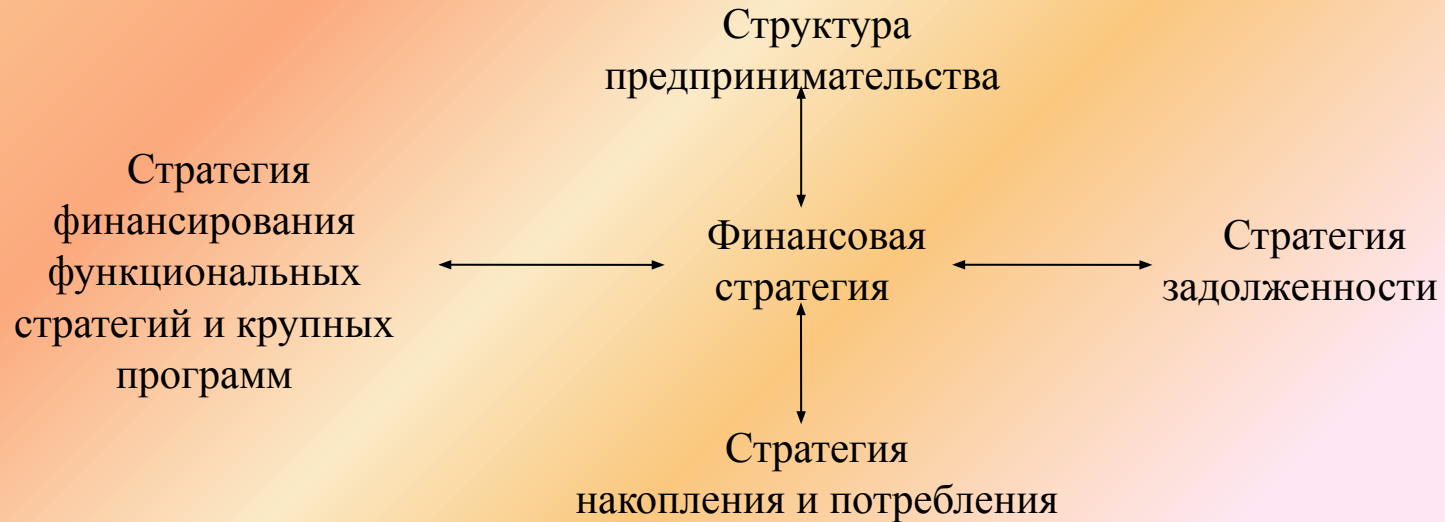 Структура
предпринимательства
Стратегия
финансирования
функциональных
стратегий и крупных
программ
Финансовая
стратегия
Стратегия
задолженности
Стратегия
накопления и потребления